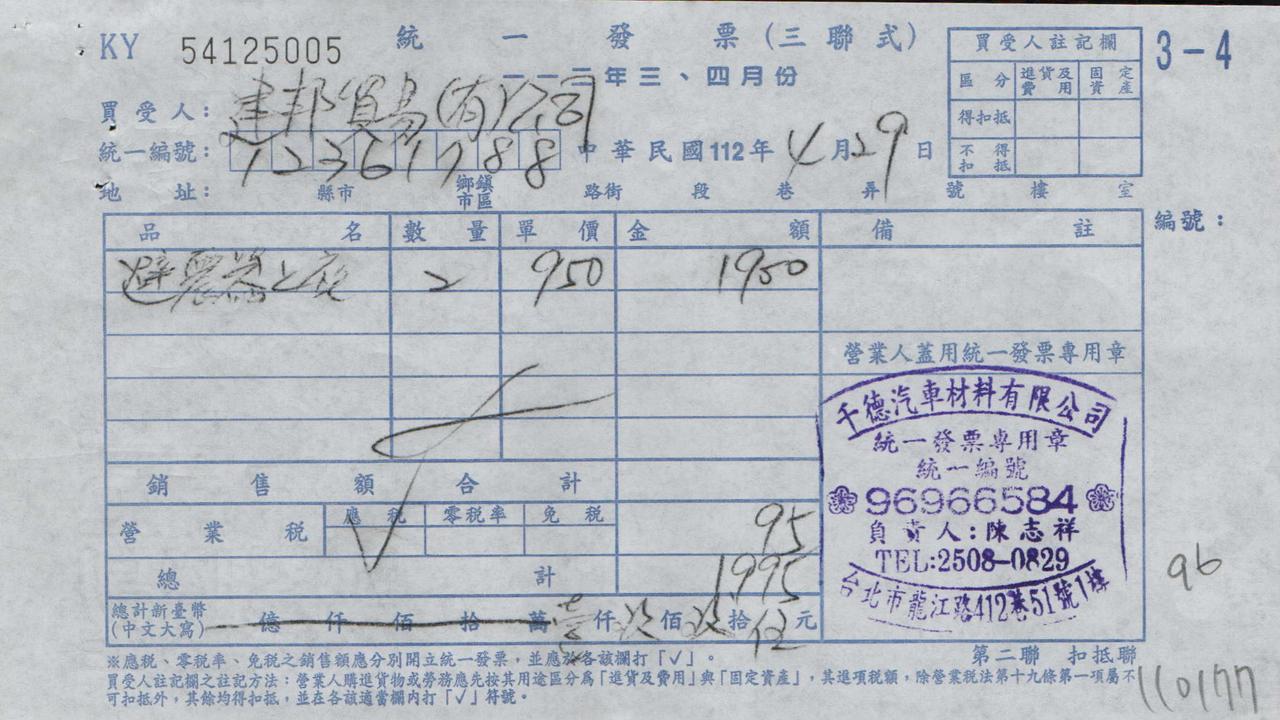 KY 54125005 統一發票(三聯式)
一一二年三、四月份
3-4
買受人: 建邦貿易(有)公司
統一編號: 12361788 中華民國112年4月29日
地址: 縣市 鄉鎮市區 路街 段 巷 弄 號 樓 室
買受人註記欄
區分 進貨及費用 固定資產
得扣抵
不得扣抵
編號:
品名 數量 單價 金額 備註
避震器上座 2 950 1900
營業人蓋用統一發票專用章
千德汽車材料有限公司
統一發票專用章
統一編號
96966584
負責人:陳志祥
TEL:2508-0829
台北市龍江路412巷51號1樓
銷售額合計
營業稅 應稅 零稅率 免稅 95
√
總計 1995
總計新臺幣(中文大寫) 億 仟 佰 拾 萬 壹仟 玖佰 玖拾 伍元
96
※應稅、零稅率、免稅之銷售額應分別開立統一發票,並應於各該欄打「√」。
第二聯 扣抵聯
買受人註記欄之註記方法:營業人購進貨物或勞務應先按其用途區分為「進貨及費用」與「固定資產」,其進項稅額,除營業稅法第十九條第一項屬不
可扣抵外,其餘均得扣抵,並在各該適當欄內打「√」符號。
110177